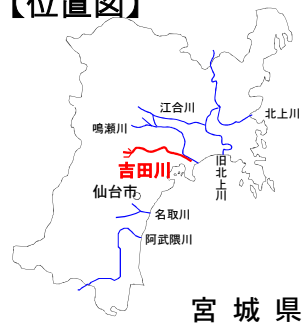 【位置図】
江合川
北上川
鳴瀬川
旧北上川
吉田川
仙台市
名取川
阿武隈川
宮城県